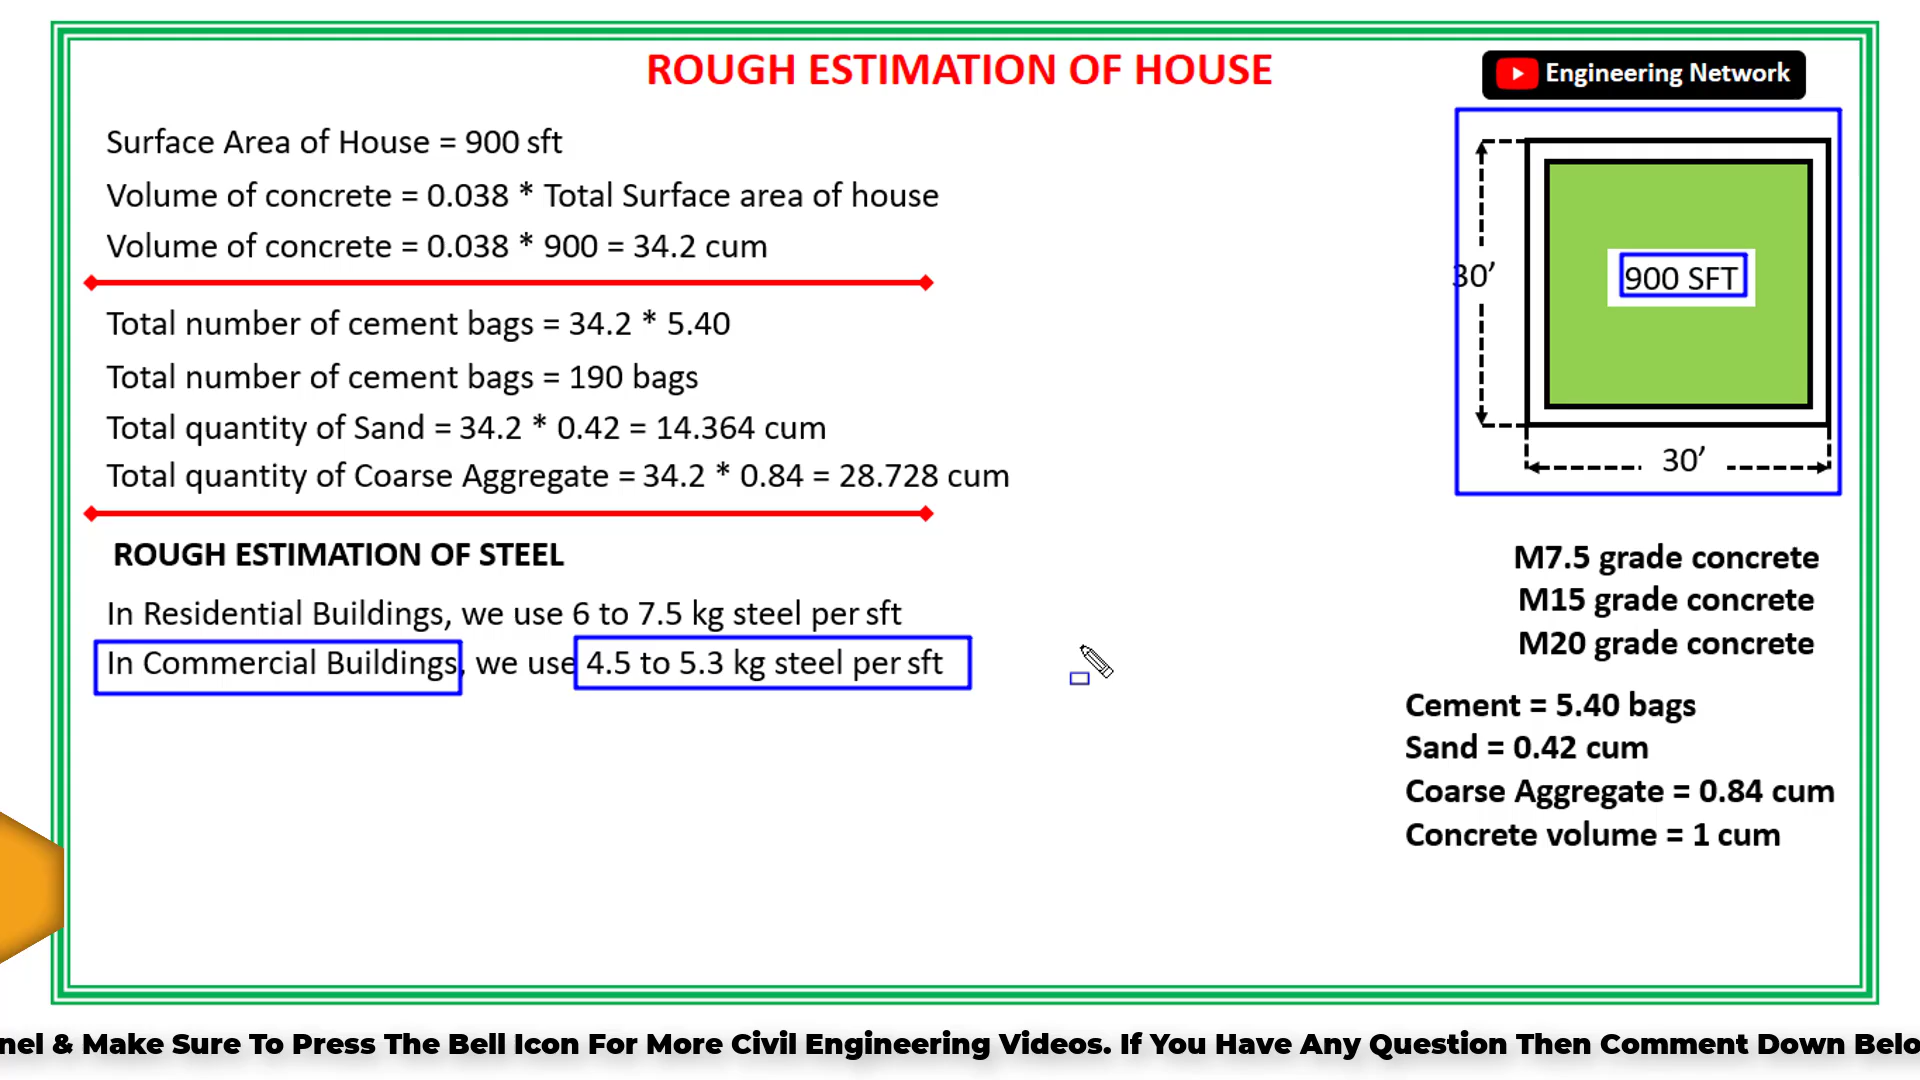 ROUGH ESTIMATION OF HOUSE
Engineering Network
Surface Area of House = 900 sft
Volume of concrete = 0.038 * Total Surface area of house
Volume of concrete = 0.038 * 900 = 34.2 cum
Total number of cement bags = 34.2 * 5.40
Total number of cement bags = 190 bags
Total quantity of Sand = 34.2 * 0.42 = 14.364 cum
Total quantity of Coarse Aggregate = 34.2 * 0.84 = 28.728 cum
ROUGH ESTIMATION OF STEEL
In Residential Buildings, we use 6 to 7.5 kg steel per sft
In Commercial Buildings, we use 4.5 to 5.3 kg steel per sft
30’
900 SFT
30’
M7.5 grade concrete
M15 grade concrete
M20 grade concrete
Cement = 5.40 bags
Sand = 0.42 cum
Coarse Aggregate = 0.84 cum
Concrete volume = 1 cum
nel & Make Sure To Press The Bell Icon For More Civil Engineering Videos. If You Have Any Question Then Comment Down Belo